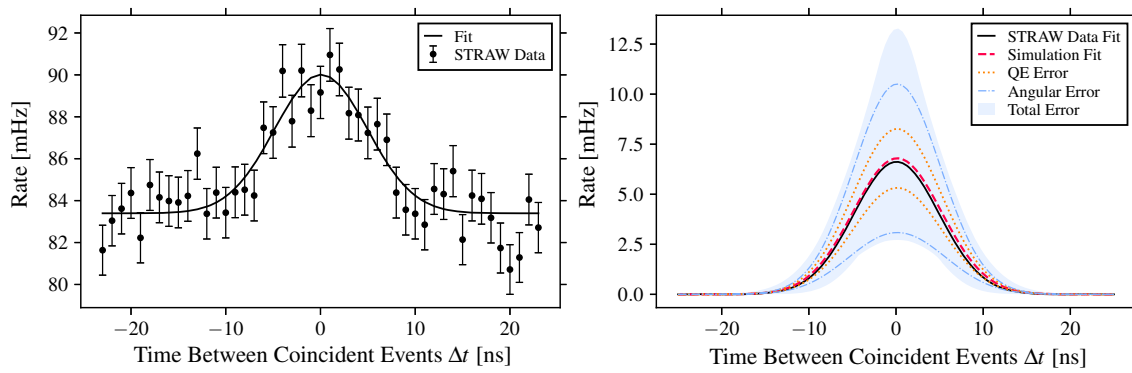 92
90
88
86
84
82
80
Rate [mHz]
−20
−10
0
10
20
Time Between Coincident Events Δt [ns]
Fit
STRAW Data
12.5
10.0
7.5
5.0
2.5
0.0
Rate [mHz]
−20
−10
0
10
20
Time Between Coincident Events Δt [ns]
STRAW Data Fit
Simulation Fit
QE Error
Angular Error
Total Error